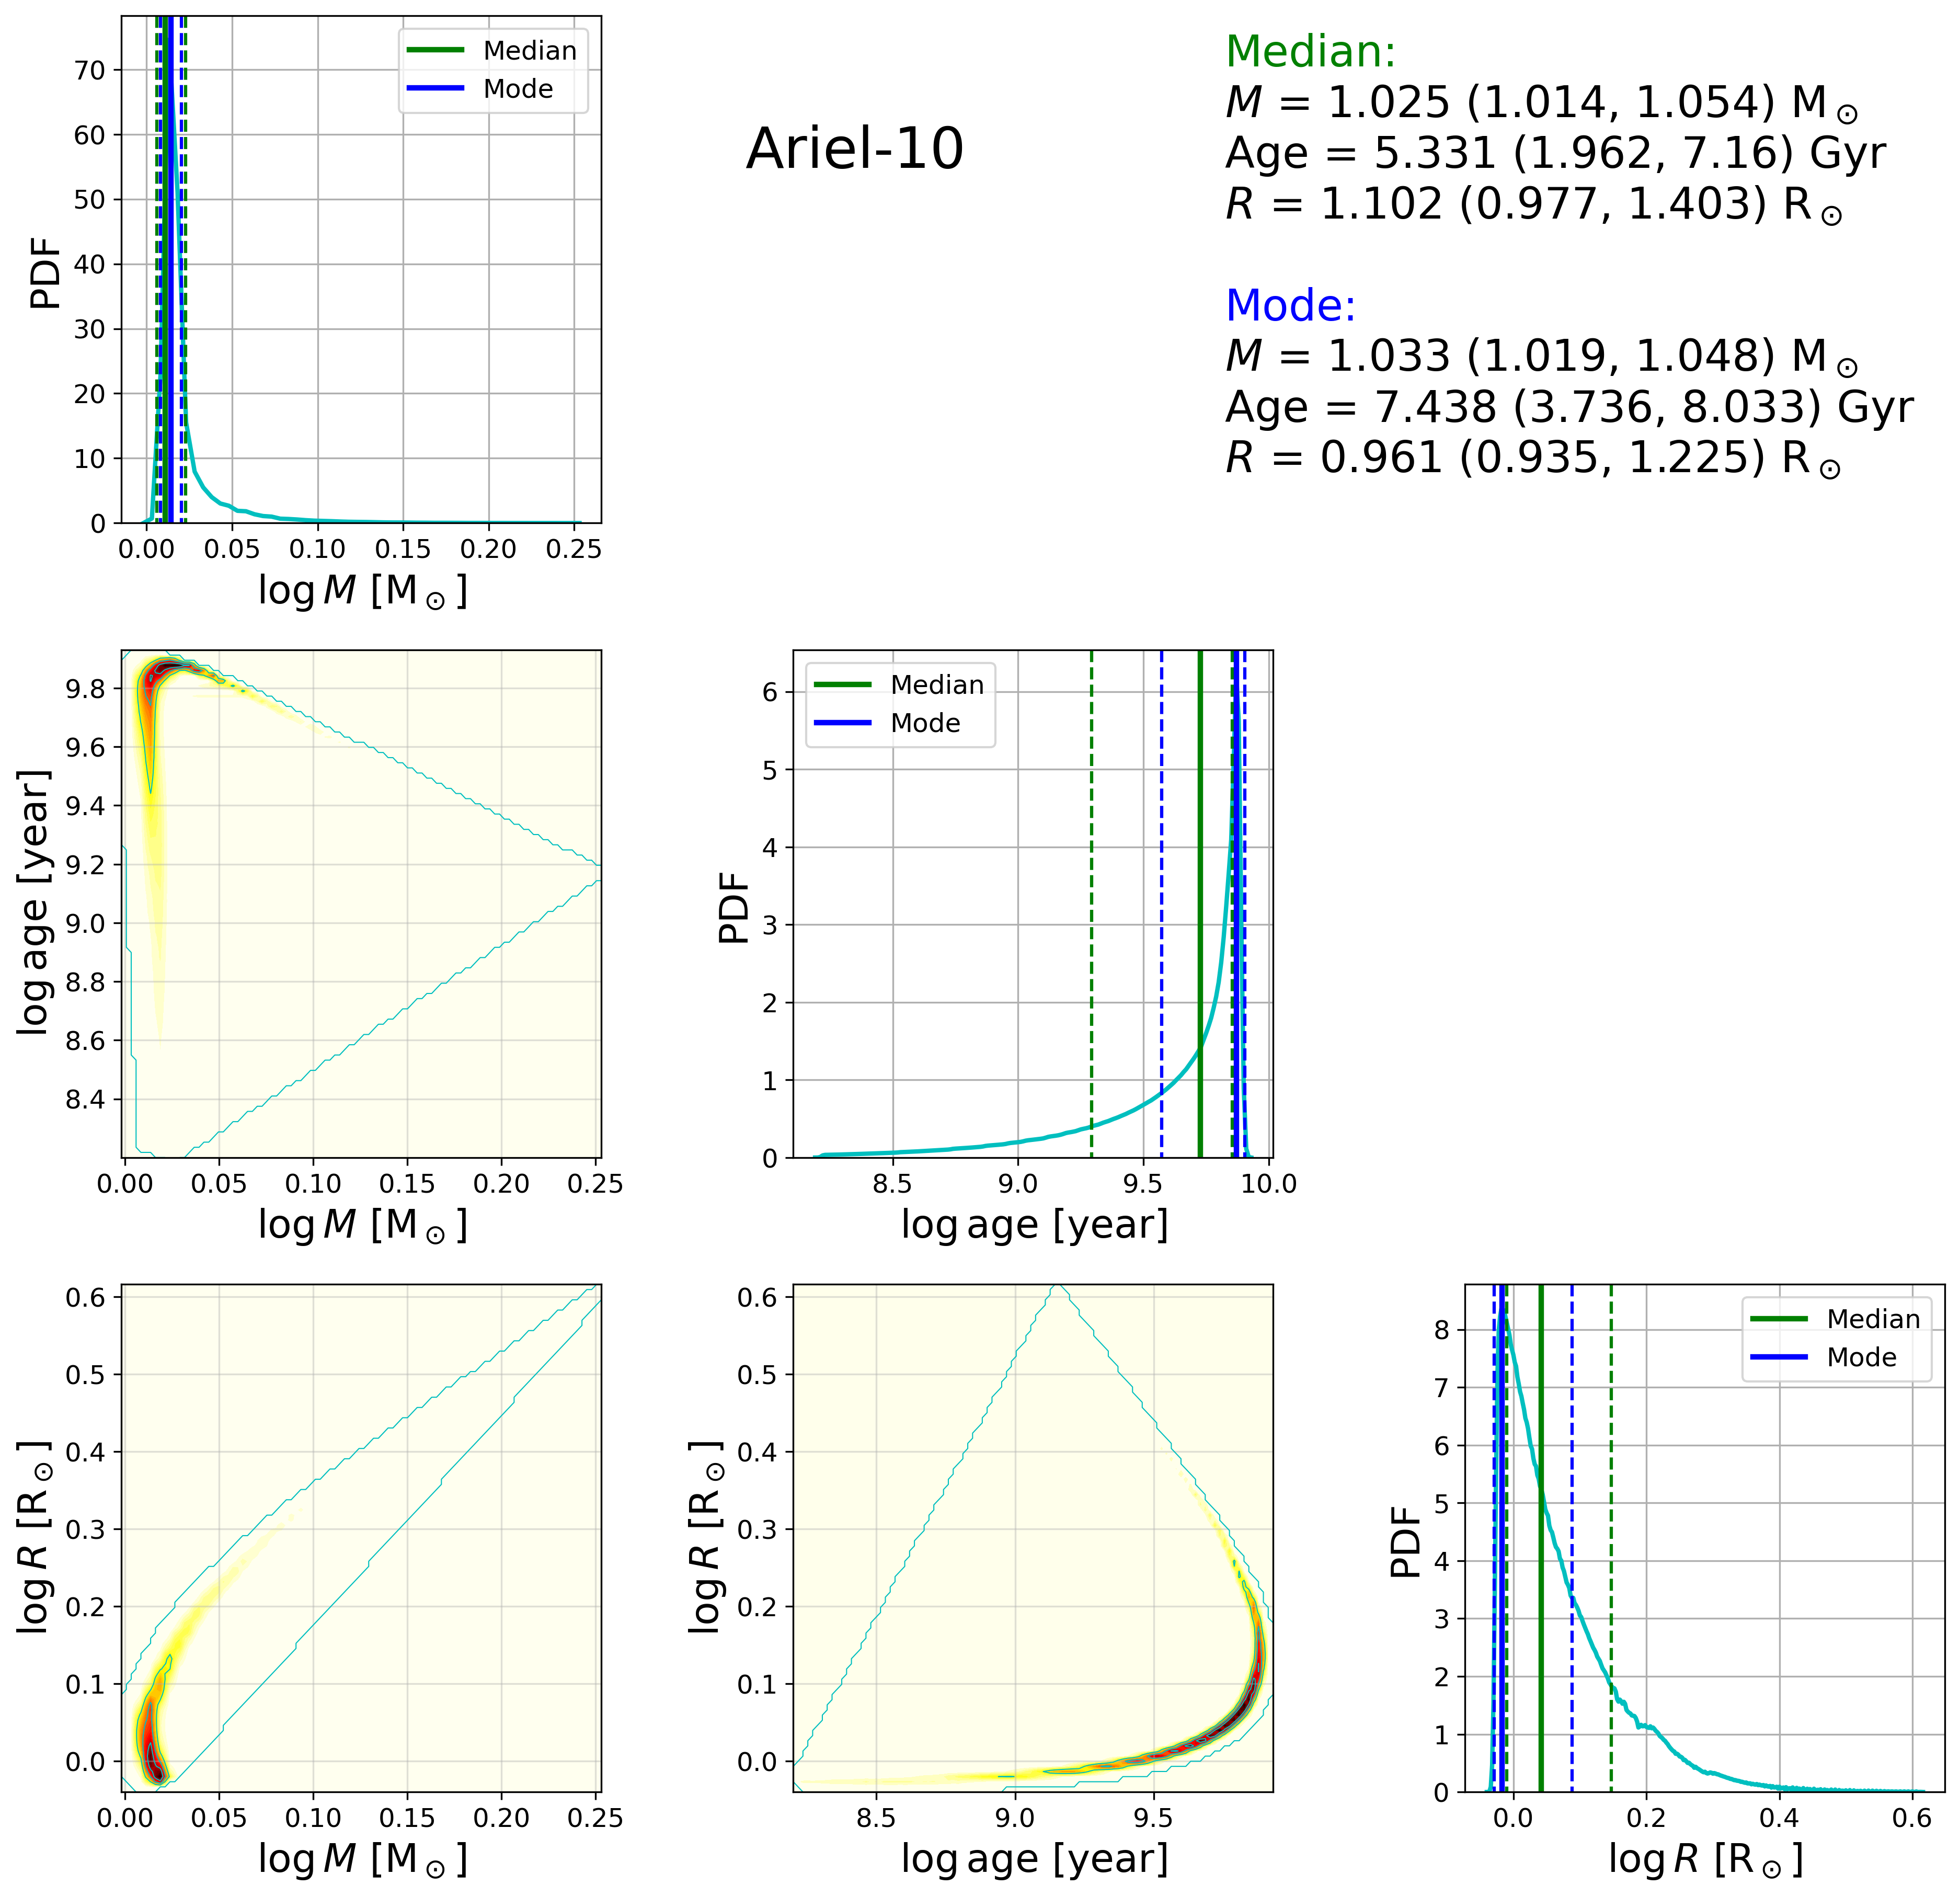 70
60
50
40
30
20
10
0
PDF
Median
Mode
0.00 0.05 0.10 0.15 0.20 0.25
log M [M⊙]
Ariel-10
Median:
M = 1.025 (1.014, 1.054) M⊙
Age = 5.331 (1.962, 7.16) Gyr
R = 1.102 (0.977, 1.403) R⊙
Mode:
M = 1.033 (1.019, 1.048) M⊙
Age = 7.438 (3.736, 8.033) Gyr
R = 0.961 (0.935, 1.225) R⊙
9.8
9.6
9.4
9.2
9.0
8.8
8.6
8.4
log age [year]
0.00 0.05 0.10 0.15 0.20 0.25
log M [M⊙]
6
5
4
3
2
1
0
PDF
Median
Mode
8.5 9.0 9.5 10.0
log age [year]
0.6
0.5
0.4
0.3
0.2
0.1
0.0
log R [R⊙]
0.00 0.05 0.10 0.15 0.20 0.25
log M [M⊙]
0.6
0.5
0.4
0.3
0.2
0.1
0.0
log R [R⊙]
8.5 9.0 9.5
log age [year]
8
7
6
5
4
3
2
1
0
PDF
Median
Mode
0.0 0.2 0.4 0.6
log R [R⊙]